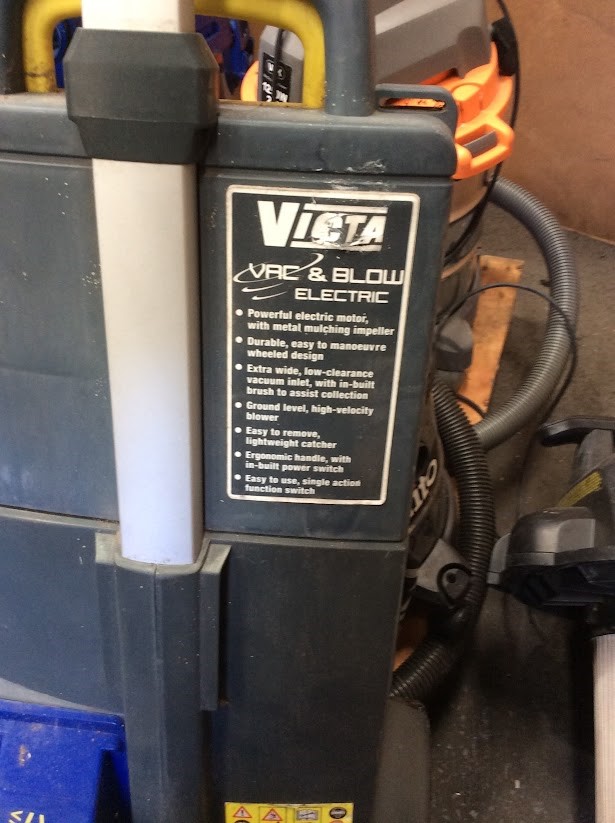 VICTA
VAC & BLOW
ELECTRIC
• Powerful electric motor,
with metal mulching impeller
• Durable, easy to manoeuvre
wheeled design
• Extra wide, low-clearance
vacuum inlet, with in-built
brush to assist collection
• Ground level, high-velocity
blower
• Easy to remove,
lightweight catcher
• Ergonomic handle, with
in-built power switch
• Easy to use, single action
function switch